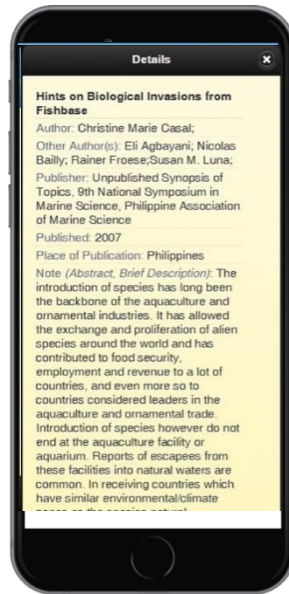 Details
Hints on Biological Invasions from
Fishbase
Author: Christine Marie Casal;
Other Author(s): Eli Agbayani; Nicolas
Bailly; Rainer Froese;Susan M. Luna;
Publisher: Unpublished Synopsis of
Topics, 9th National Symposium in
Marine Science, Philippine Association
of Marine Science
Published: 2007
Place of Publication: Philippines
Note (Abstract, Brief Description): The
introduction of species has long been
the backbone of the aquaculture and
ornamental industries. It has allowed
the exchange and proliferation of alien
species around the world and has
contributed to food security,
employment and revenue to a lot of
countries, and even more so to
countries considered leaders in the
aquaculture and ornamental trade.
Introduction of species however do not
end at the aquaculture facility or
aquarium. Reports of escapees from
these facilities into natural waters are
common. In receiving countries which
have similar environmental/climate